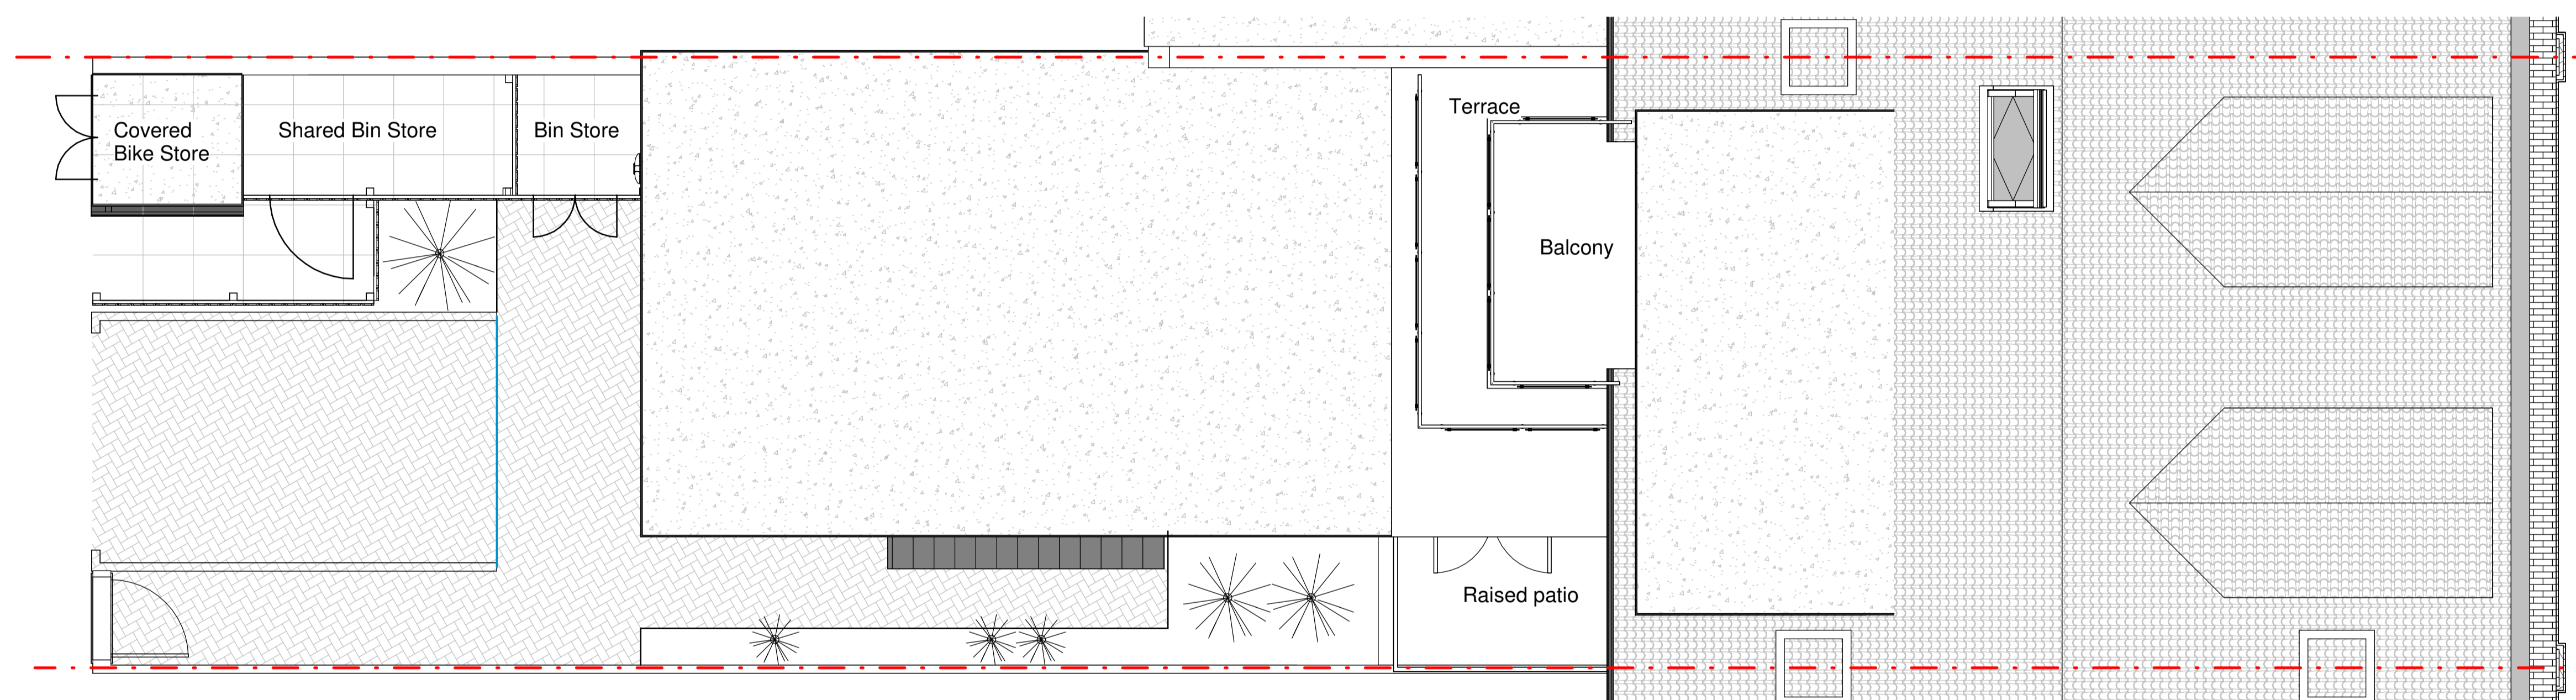 Covered
Bike Store
Shared Bin Store
Bin Store
Terrace
Balcony
Raised patio